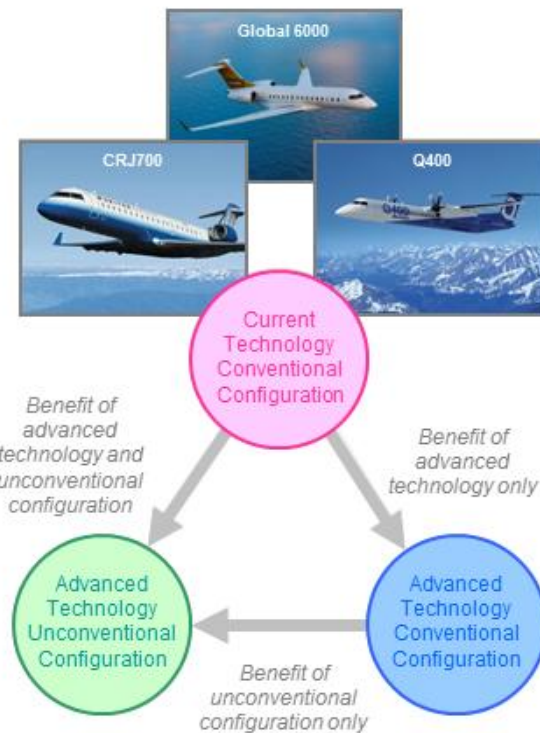 Global 6000
CRJ700
Q400
Q400
Current
Technology
Conventional
Configuration
Benefit of
advanced
technology and
unconventional
configuration
Benefit of
advanced
technology only
Advanced
Technology
Unconventional
Configuration
Advanced
Technology
Conventional
Configuration
Benefit of
unconventional
configuration only